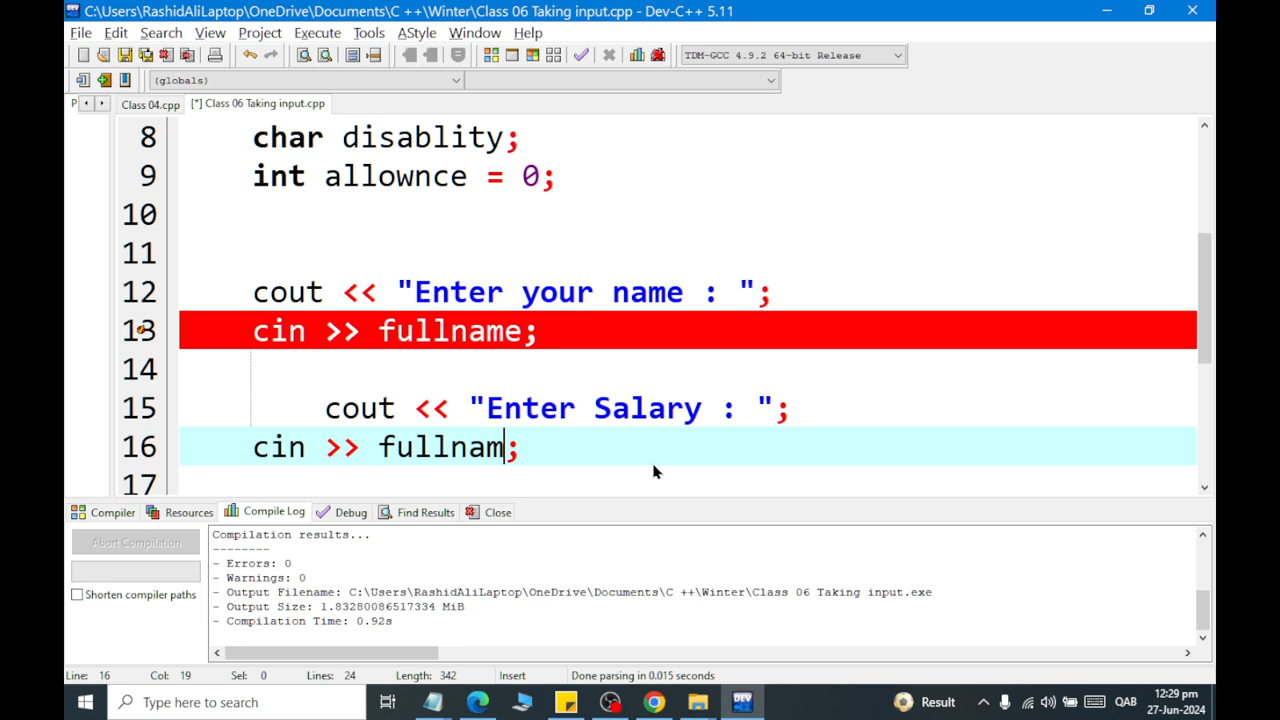 C:\Users\RashidAliLaptop\OneDrive\Documents\C ++\Winter\Class 06 Taking input.cpp - Dev-C++ 5.11
File Edit Search View Project Execute Tools AStyle Window Help
TDM-GCC 4.9.2 64-bit Release
(globals)
P Class 04.cpp [*] Class 06 Taking input.cpp
8 char disablity;
9 int allownce = 0;
10
11
12 cout << "Enter your name : ";
13 cin >> fullname;
14
15 cout << "Enter Salary : ";
16 cin >> fullnam;
17
Compiler Resources Compile Log Debug Find Results Close
Abort Compilation
Shorten compiler paths
Compilation results...
--------
- Errors: 0
- Warnings: 0
- Output Filename: C:\Users\RashidAliLaptop\OneDrive\Documents\C ++\Winter\Class 06 Taking input.exe
- Output Size: 1.83280086517334 MiB
- Compilation Time: 0.92s
Line: 16 Col: 19 Sel: 0 Lines: 24 Length: 342 Insert Done parsing in 0.015 seconds
Type here to search
DEV
Result
QAB
12:29 pm
27-Jun-2024